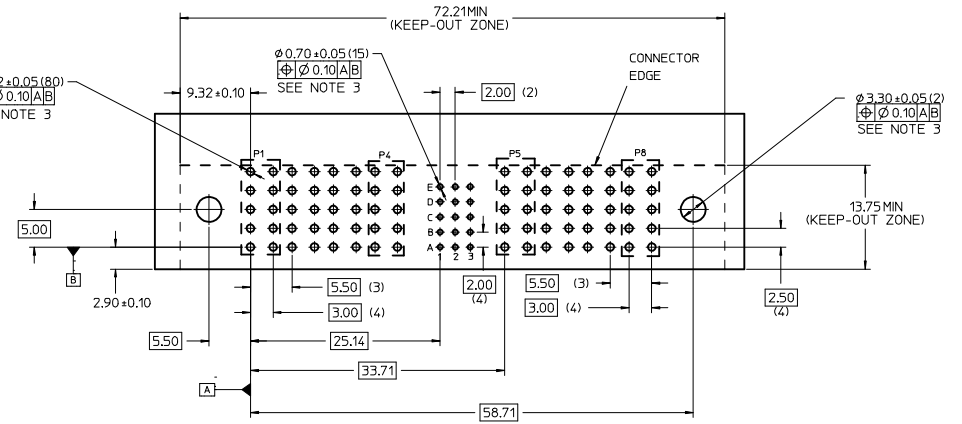 72.21MIN
(KEEP-OUT ZONE)
⌀0.70±0.05(15)
⌖ ⌀ 0.10 A B
SEE NOTE 3
CONNECTOR
EDGE
2±0.05(80)
⌀ 0.10 A B
NOTE 3
9.32±0.10
2.00 (2)
⌀3.30±0.05(2)
⌖ ⌀ 0.10 A B
SEE NOTE 3
P1
P4
P5
P8
E
D
C
B
A
1 2 3
5.00
B
2.90±0.10
13.75MIN
(KEEP-OUT ZONE)
5.50 (3)
3.00 (4)
2.00
(4)
5.50 (3)
3.00 (4)
2.50
(4)
5.50
25.14
33.71
A
58.71